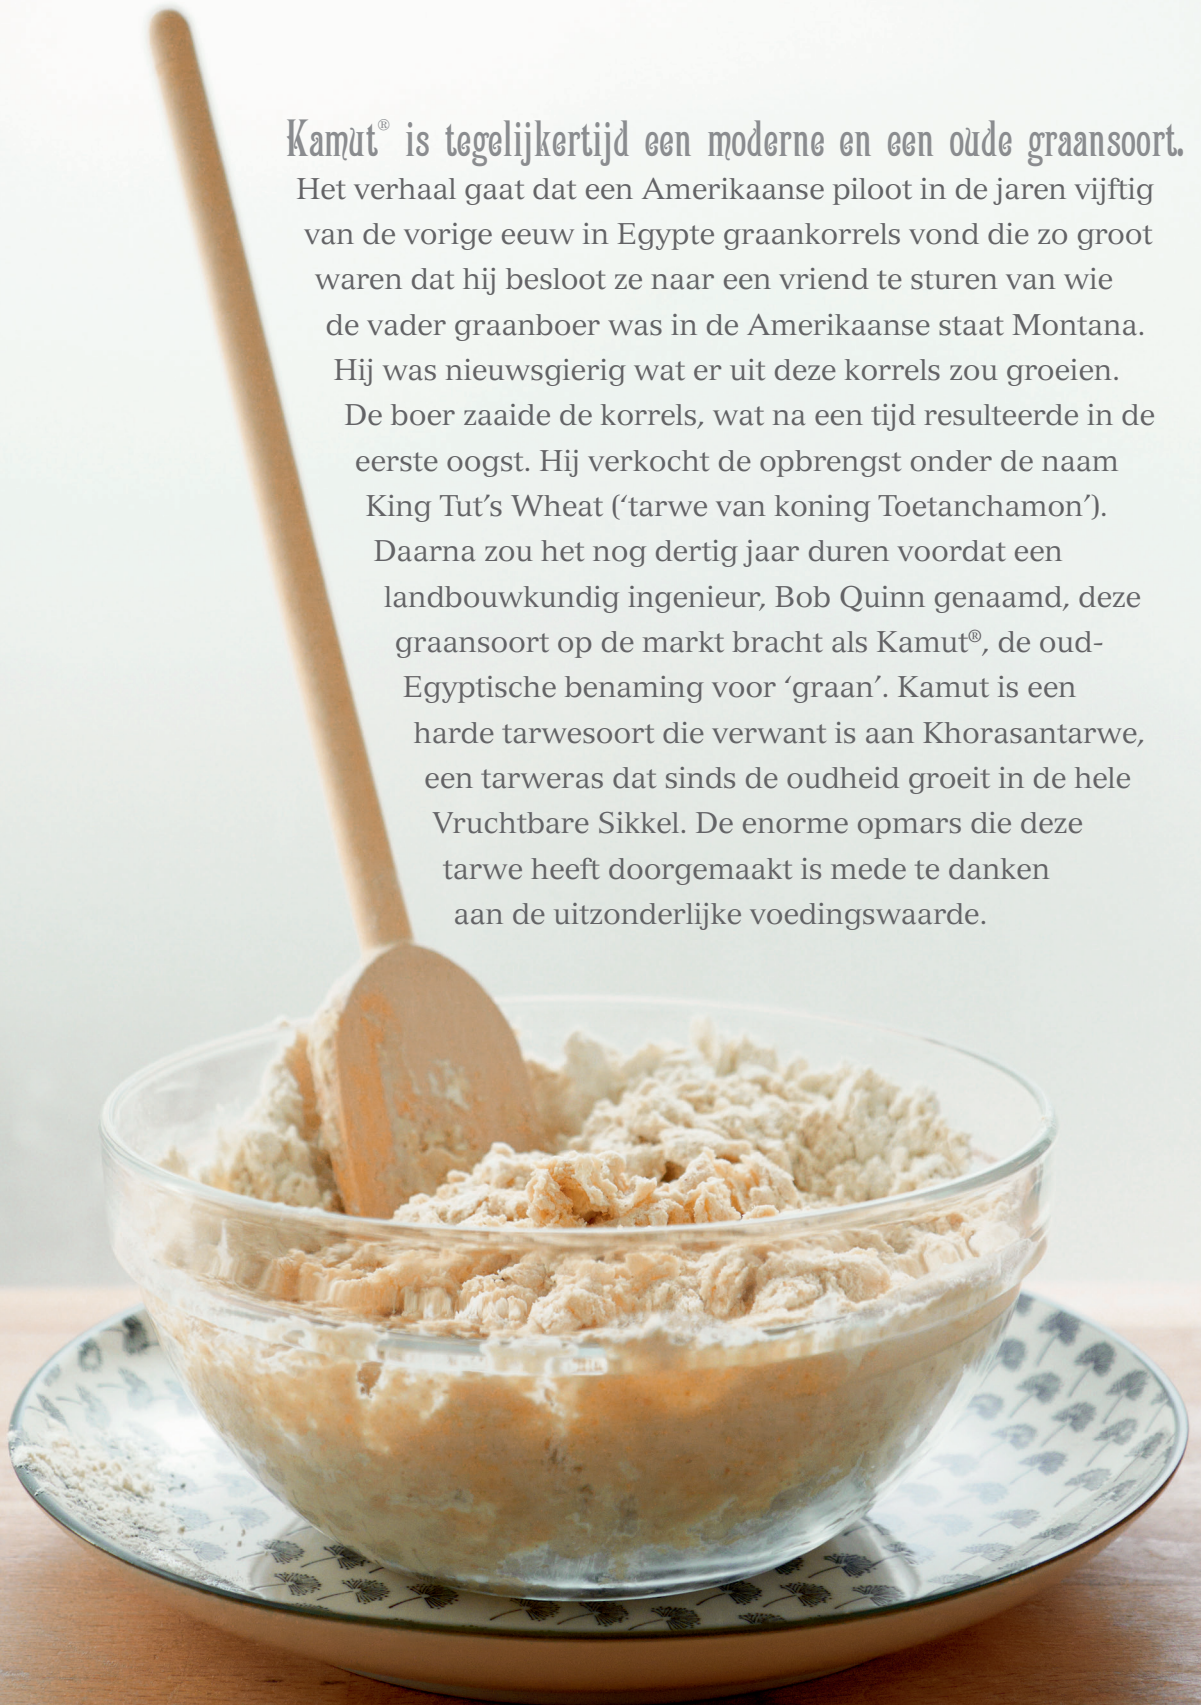 Kamut® is tegelijkertijd een moderne en een oude graansoort.
Het verhaal gaat dat een Amerikaanse piloot in de jaren vijftig
van de vorige eeuw in Egypte graankorrels vond die zo groot
waren dat hij besloot ze naar een vriend te sturen van wie
de vader graanboer was in de Amerikaanse staat Montana.
Hij was nieuwsgierig wat er uit deze korrels zou groeien.
De boer zaaide de korrels, wat na een tijd resulteerde in de
eerste oogst. Hij verkocht de opbrengst onder de naam
King Tut’s Wheat (‘tarwe van koning Toetanchamon’).
Daarna zou het nog dertig jaar duren voordat een
landbouwkundig ingenieur, Bob Quinn genaamd, deze
graansoort op de markt bracht als Kamut®, de oud-
Egyptische benaming voor ‘graan’. Kamut is een
harde tarwesoort die verwant is aan Khorasantarwe,
een tarweras dat sinds de oudheid groeit in de hele
Vruchtbare Sikkel. De enorme opmars die deze
tarwe heeft doorgemaakt is mede te danken
aan de uitzonderlijke voedingswaarde.